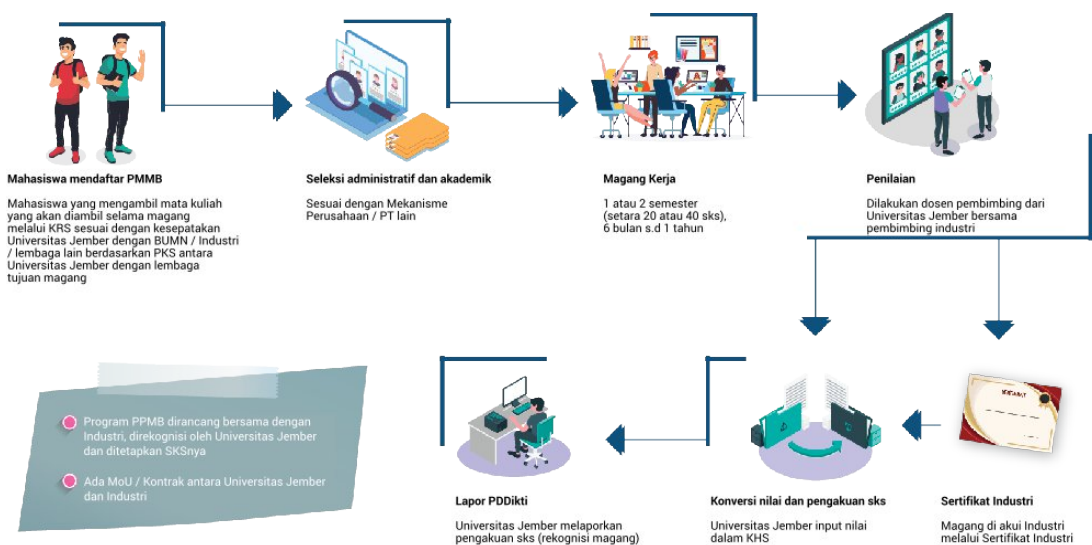 Mahasiswa mendaftar PMMB
Mahasiswa yang mengambil mata kuliah
yang akan diambil selama magang
melalui KRS sesuai dengan kesepatakan
Universitas Jember dengan BUMN / Industri
/ lembaga lain berdasarkan PKS antara
Universitas Jember dengan lembaga
tujuan magang
Seleksi administratif dan akademik
Sesuai dengan Mekanisme
Perusahaan / PT lain
Magang Kerja
1 atau 2 semester
(setara 20 atau 40 sks),
6 bulan s.d 1 tahun
Penilaian
Dilakukan dosen pembimbing dari
Universitas Jember bersama
pembimbing industri
Program PPMB dirancang bersama dengan
Industri, direkognisi oleh Universitas Jember
dan ditetapkan SKSnya
Ada MoU / Kontrak antara Universitas Jember
dan Industri
Lapor PDDikti
Universitas Jember melaporkan
pengakuan sks (rekognisi magang)
Konversi nilai dan pengakuan sks
Universitas Jember input nilai
dalam KHS
Sertifikat Industri
Magang di akui Industri
melalui Sertifikat Industri